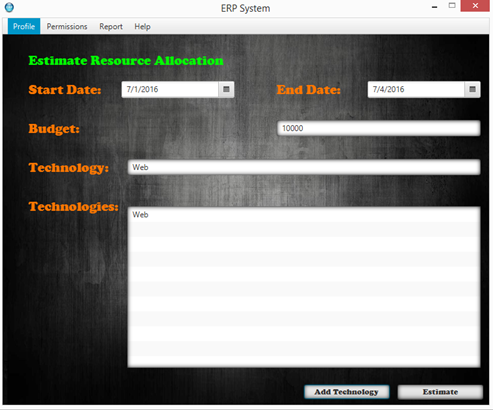 ERP System
Profile Permissions Report Help
Estimate Resource Allocation
Start Date: 7/1/2016 End Date: 7/4/2016
Budget: 10000
Technology: Web
Technologies: Web
Add Technology Estimate